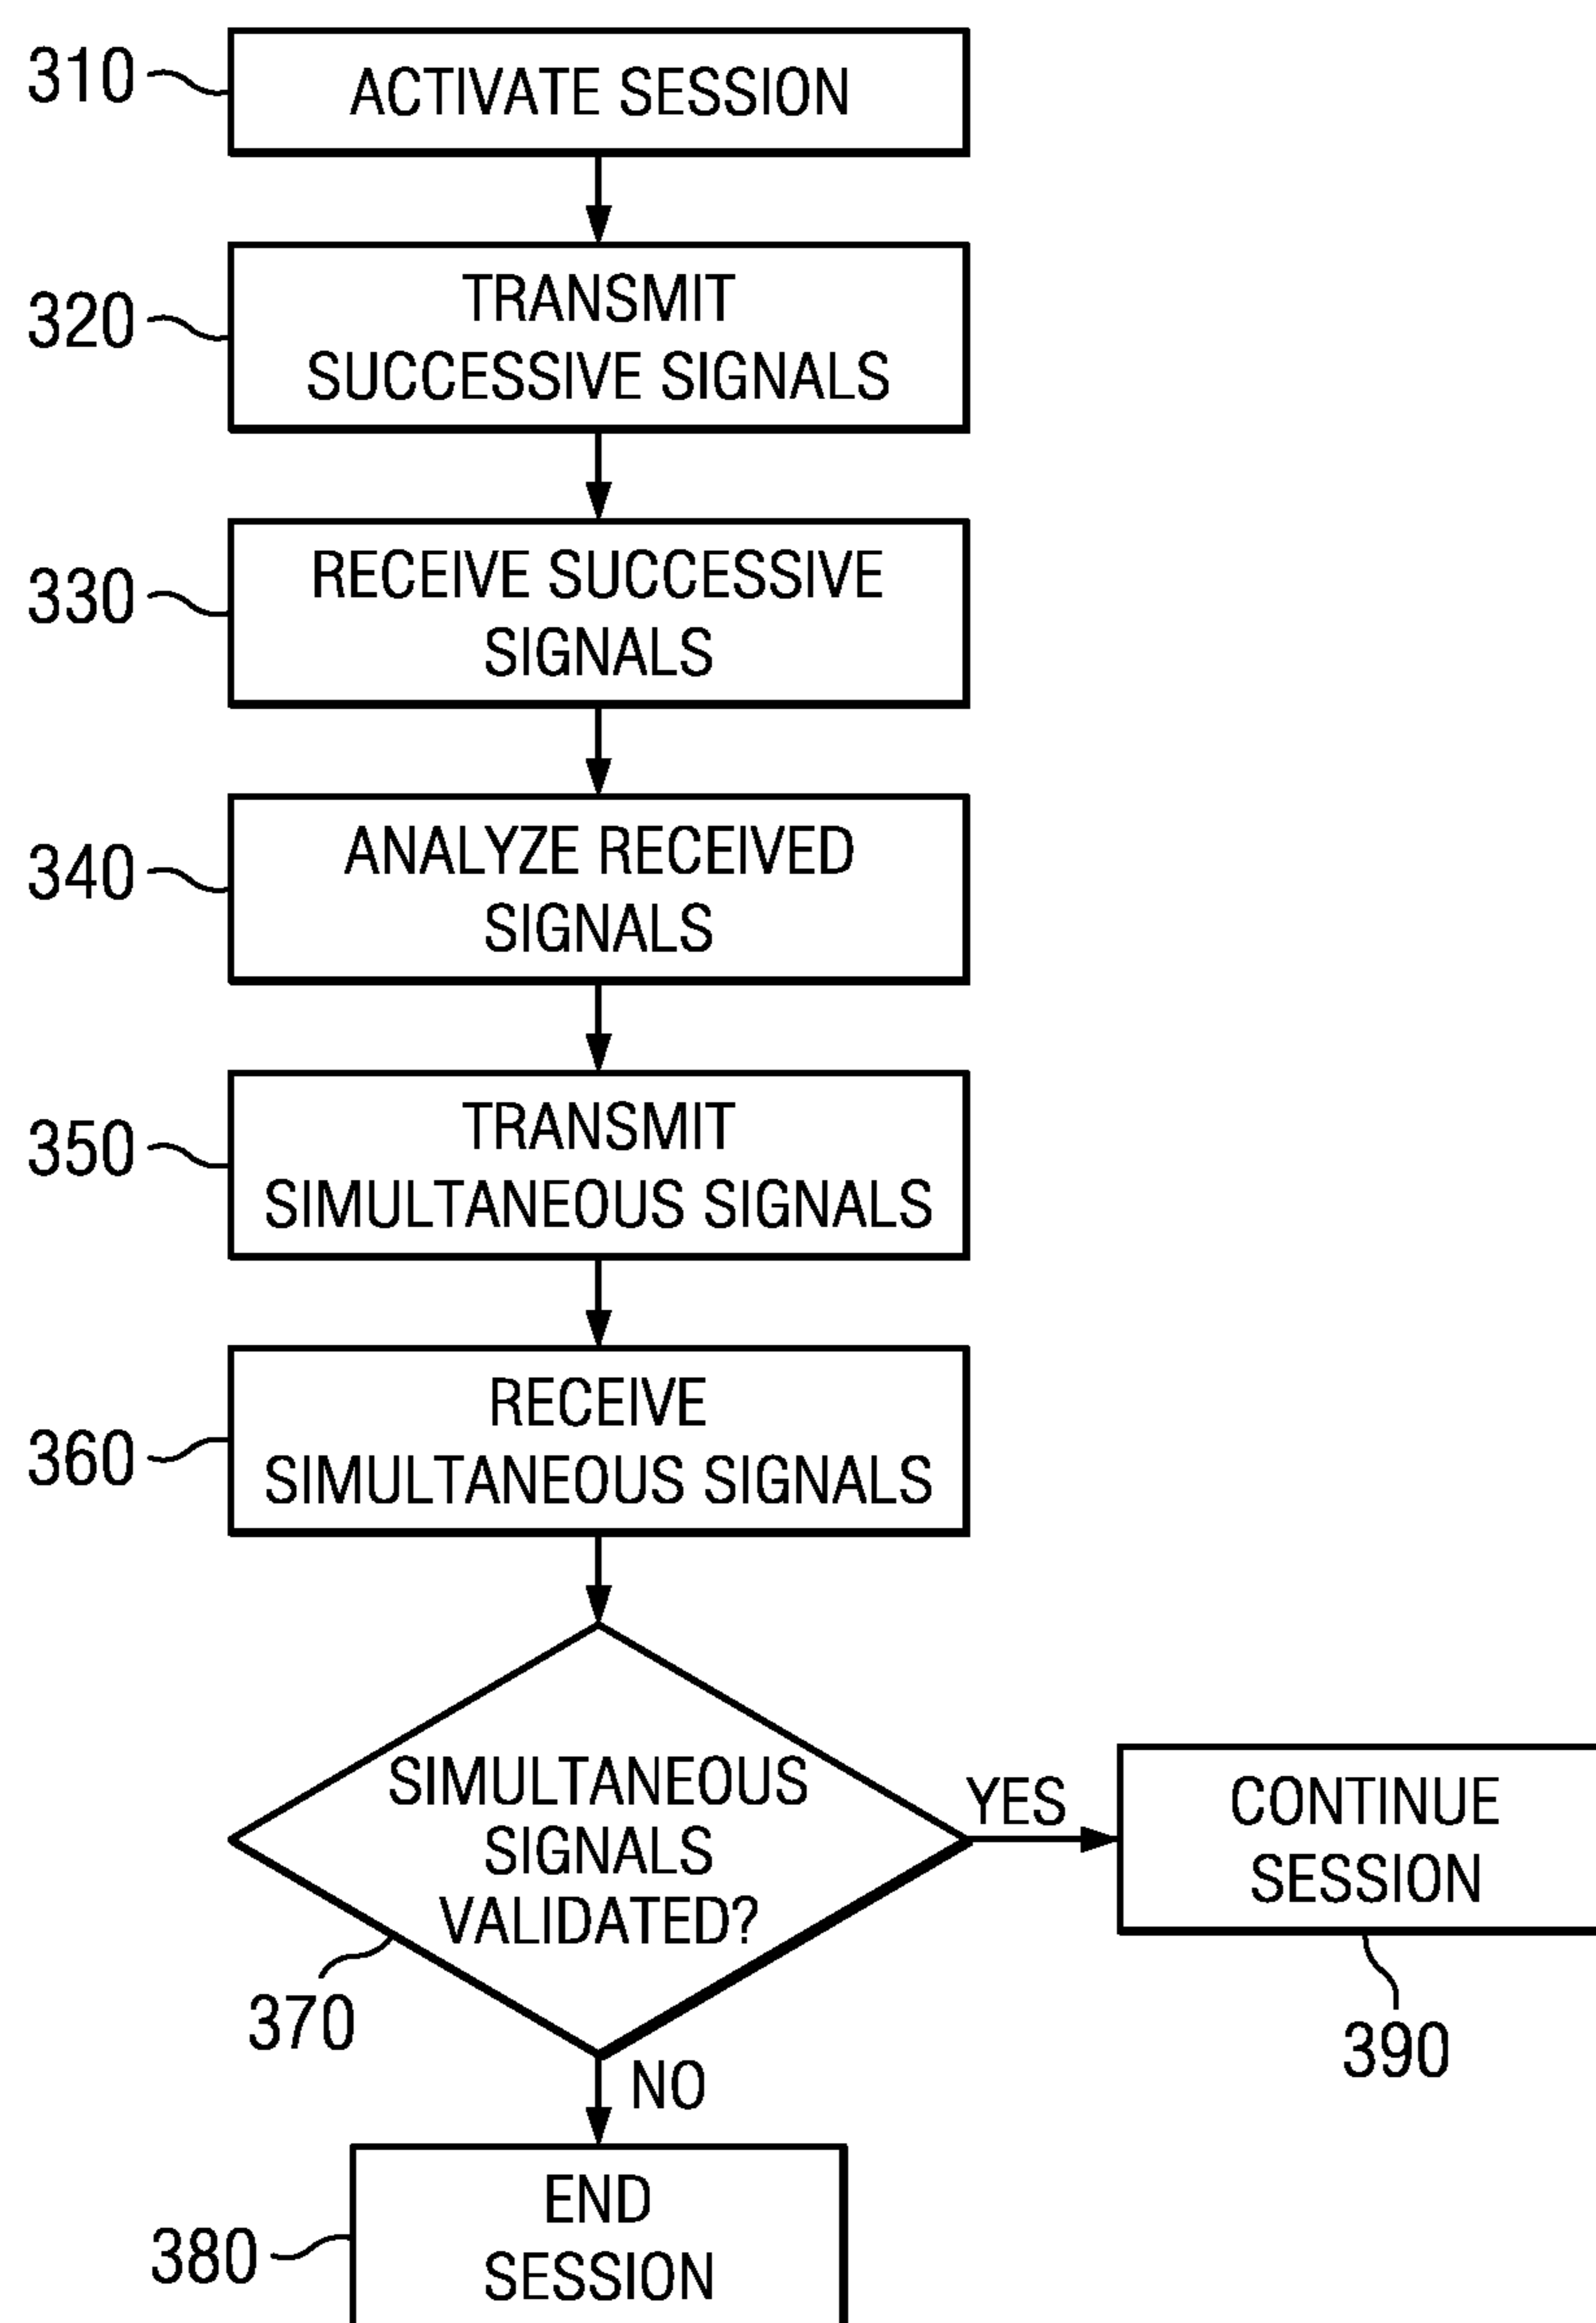 310
ACTIVATE SESSION
320
TRANSMIT
SUCCESSIVE SIGNALS
330
RECEIVE SUCCESSIVE
SIGNALS
340
ANALYZE RECEIVED
SIGNALS
350
TRANSMIT
SIMULTANEOUS SIGNALS
360
RECEIVE
SIMULTANEOUS SIGNALS
SIMULTANEOUS
SIGNALS
VALIDATED?
370
YES
CONTINUE
SESSION
390
NO
END
SESSION
380